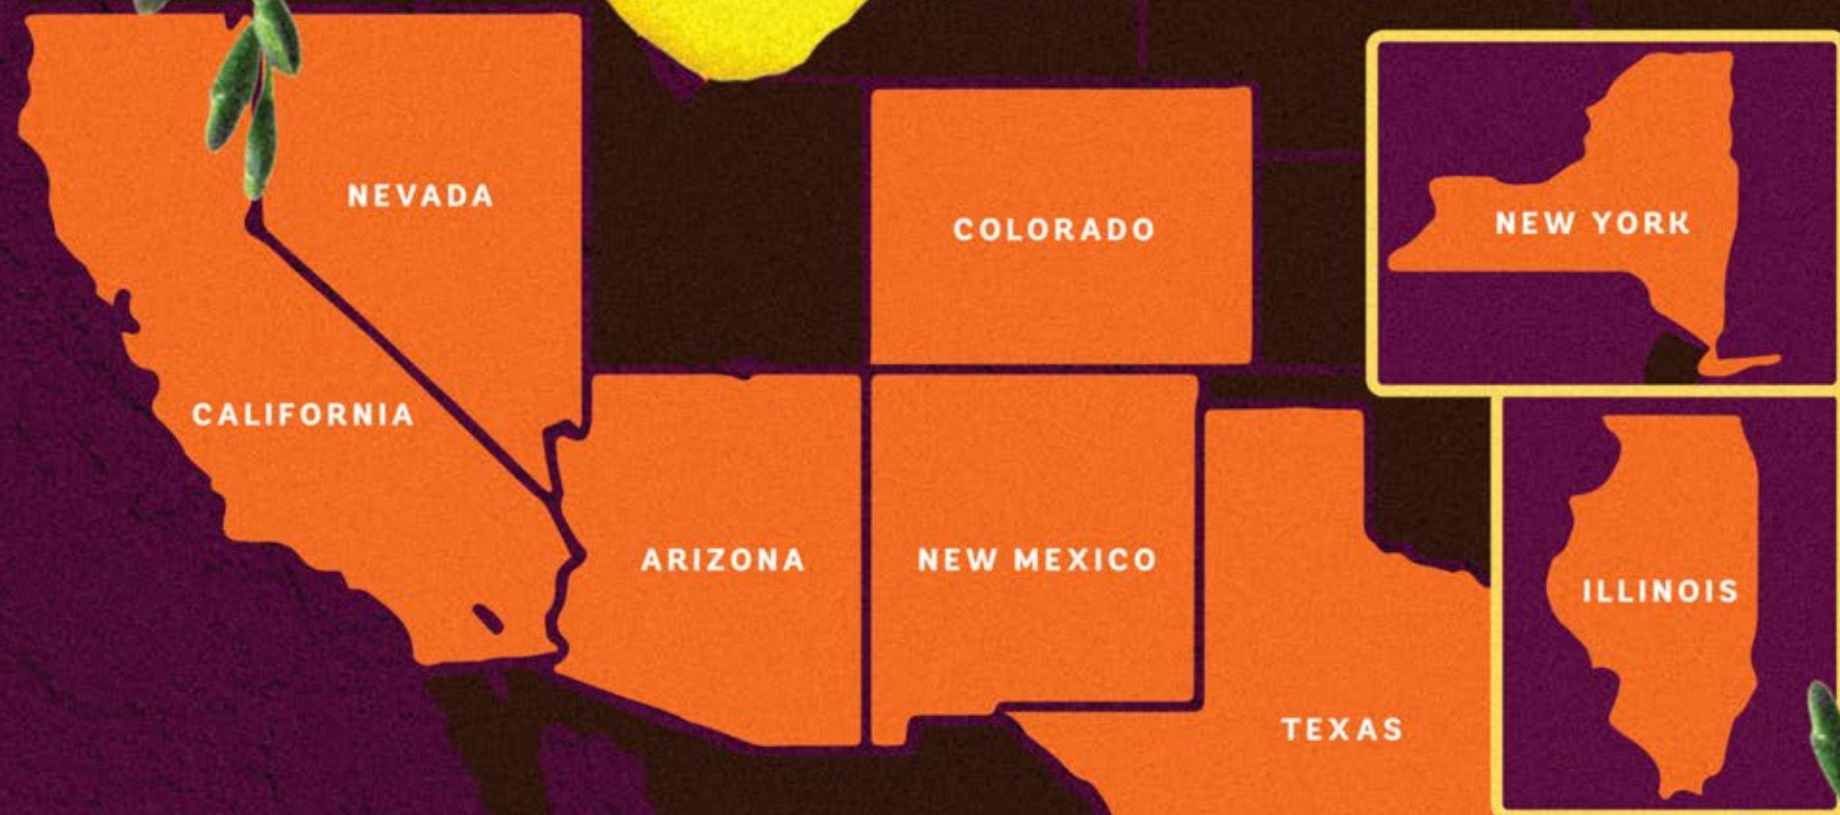 NEVADA
COLORADO
NEW YORK
CALIFORNIA
ARIZONA
NEW MEXICO
ILLINOIS
TEXAS